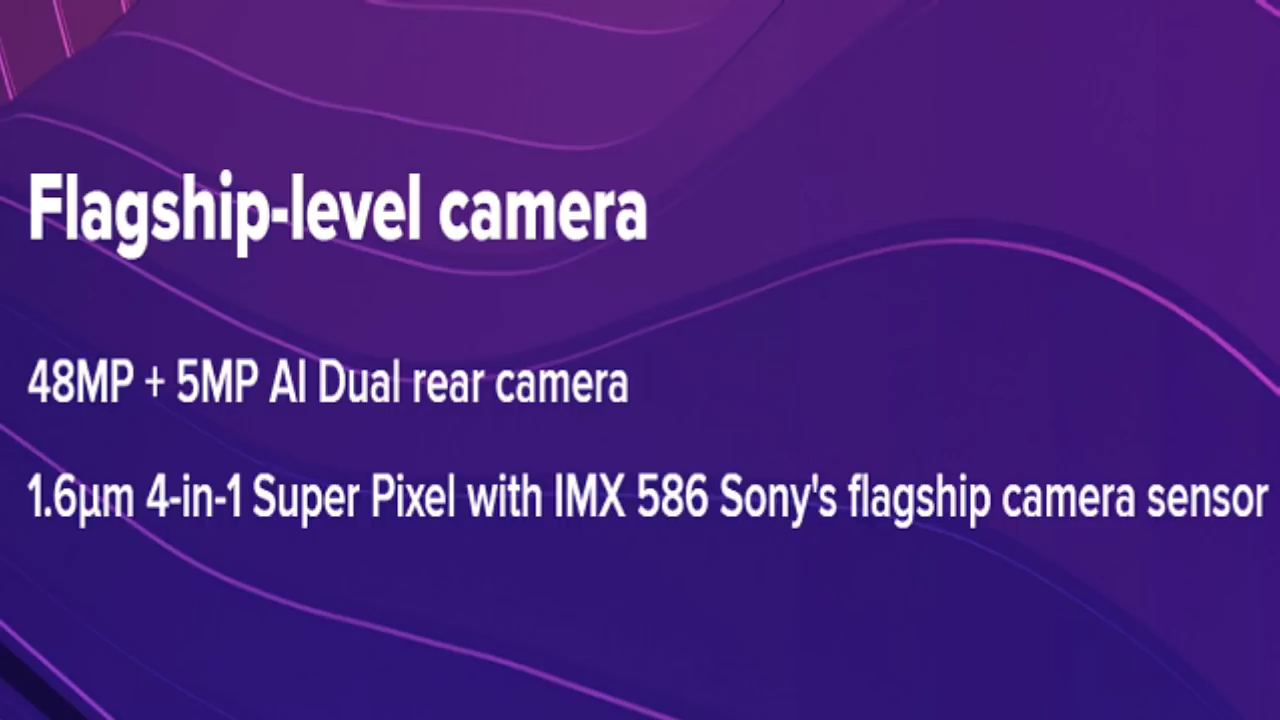 Flagship-level camera
48MP + 5MP AI Dual rear camera
1.6μm 4-in-1 Super Pixel with IMX 586 Sony's flagship camera sensor